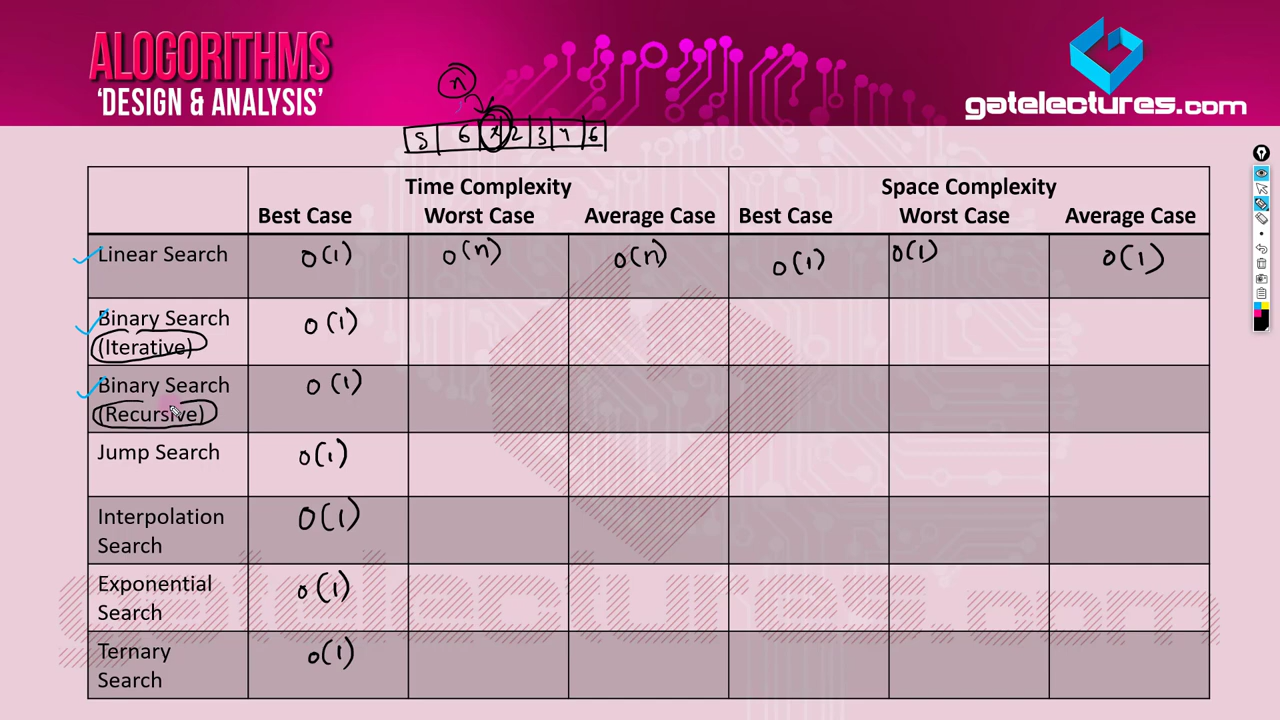 ALOGORITHMS
'DESIGN & ANALYSIS'
gatelectures.com
n
6 2 3 6
Time Complexity
Space Complexity
Best Case Worst Case Average Case Best Case Worst Case Average Case
Linear Search O(1) O(n) O(n) O(1) O(1) O(1)
Binary Search O(1)
(Iterative)
Binary Search O(1)
(Recursive)
Jump Search O(1)
Interpolation O(1)
Search
Exponential O(1)
Search
Ternary O(1)
Search
gatelectures.com